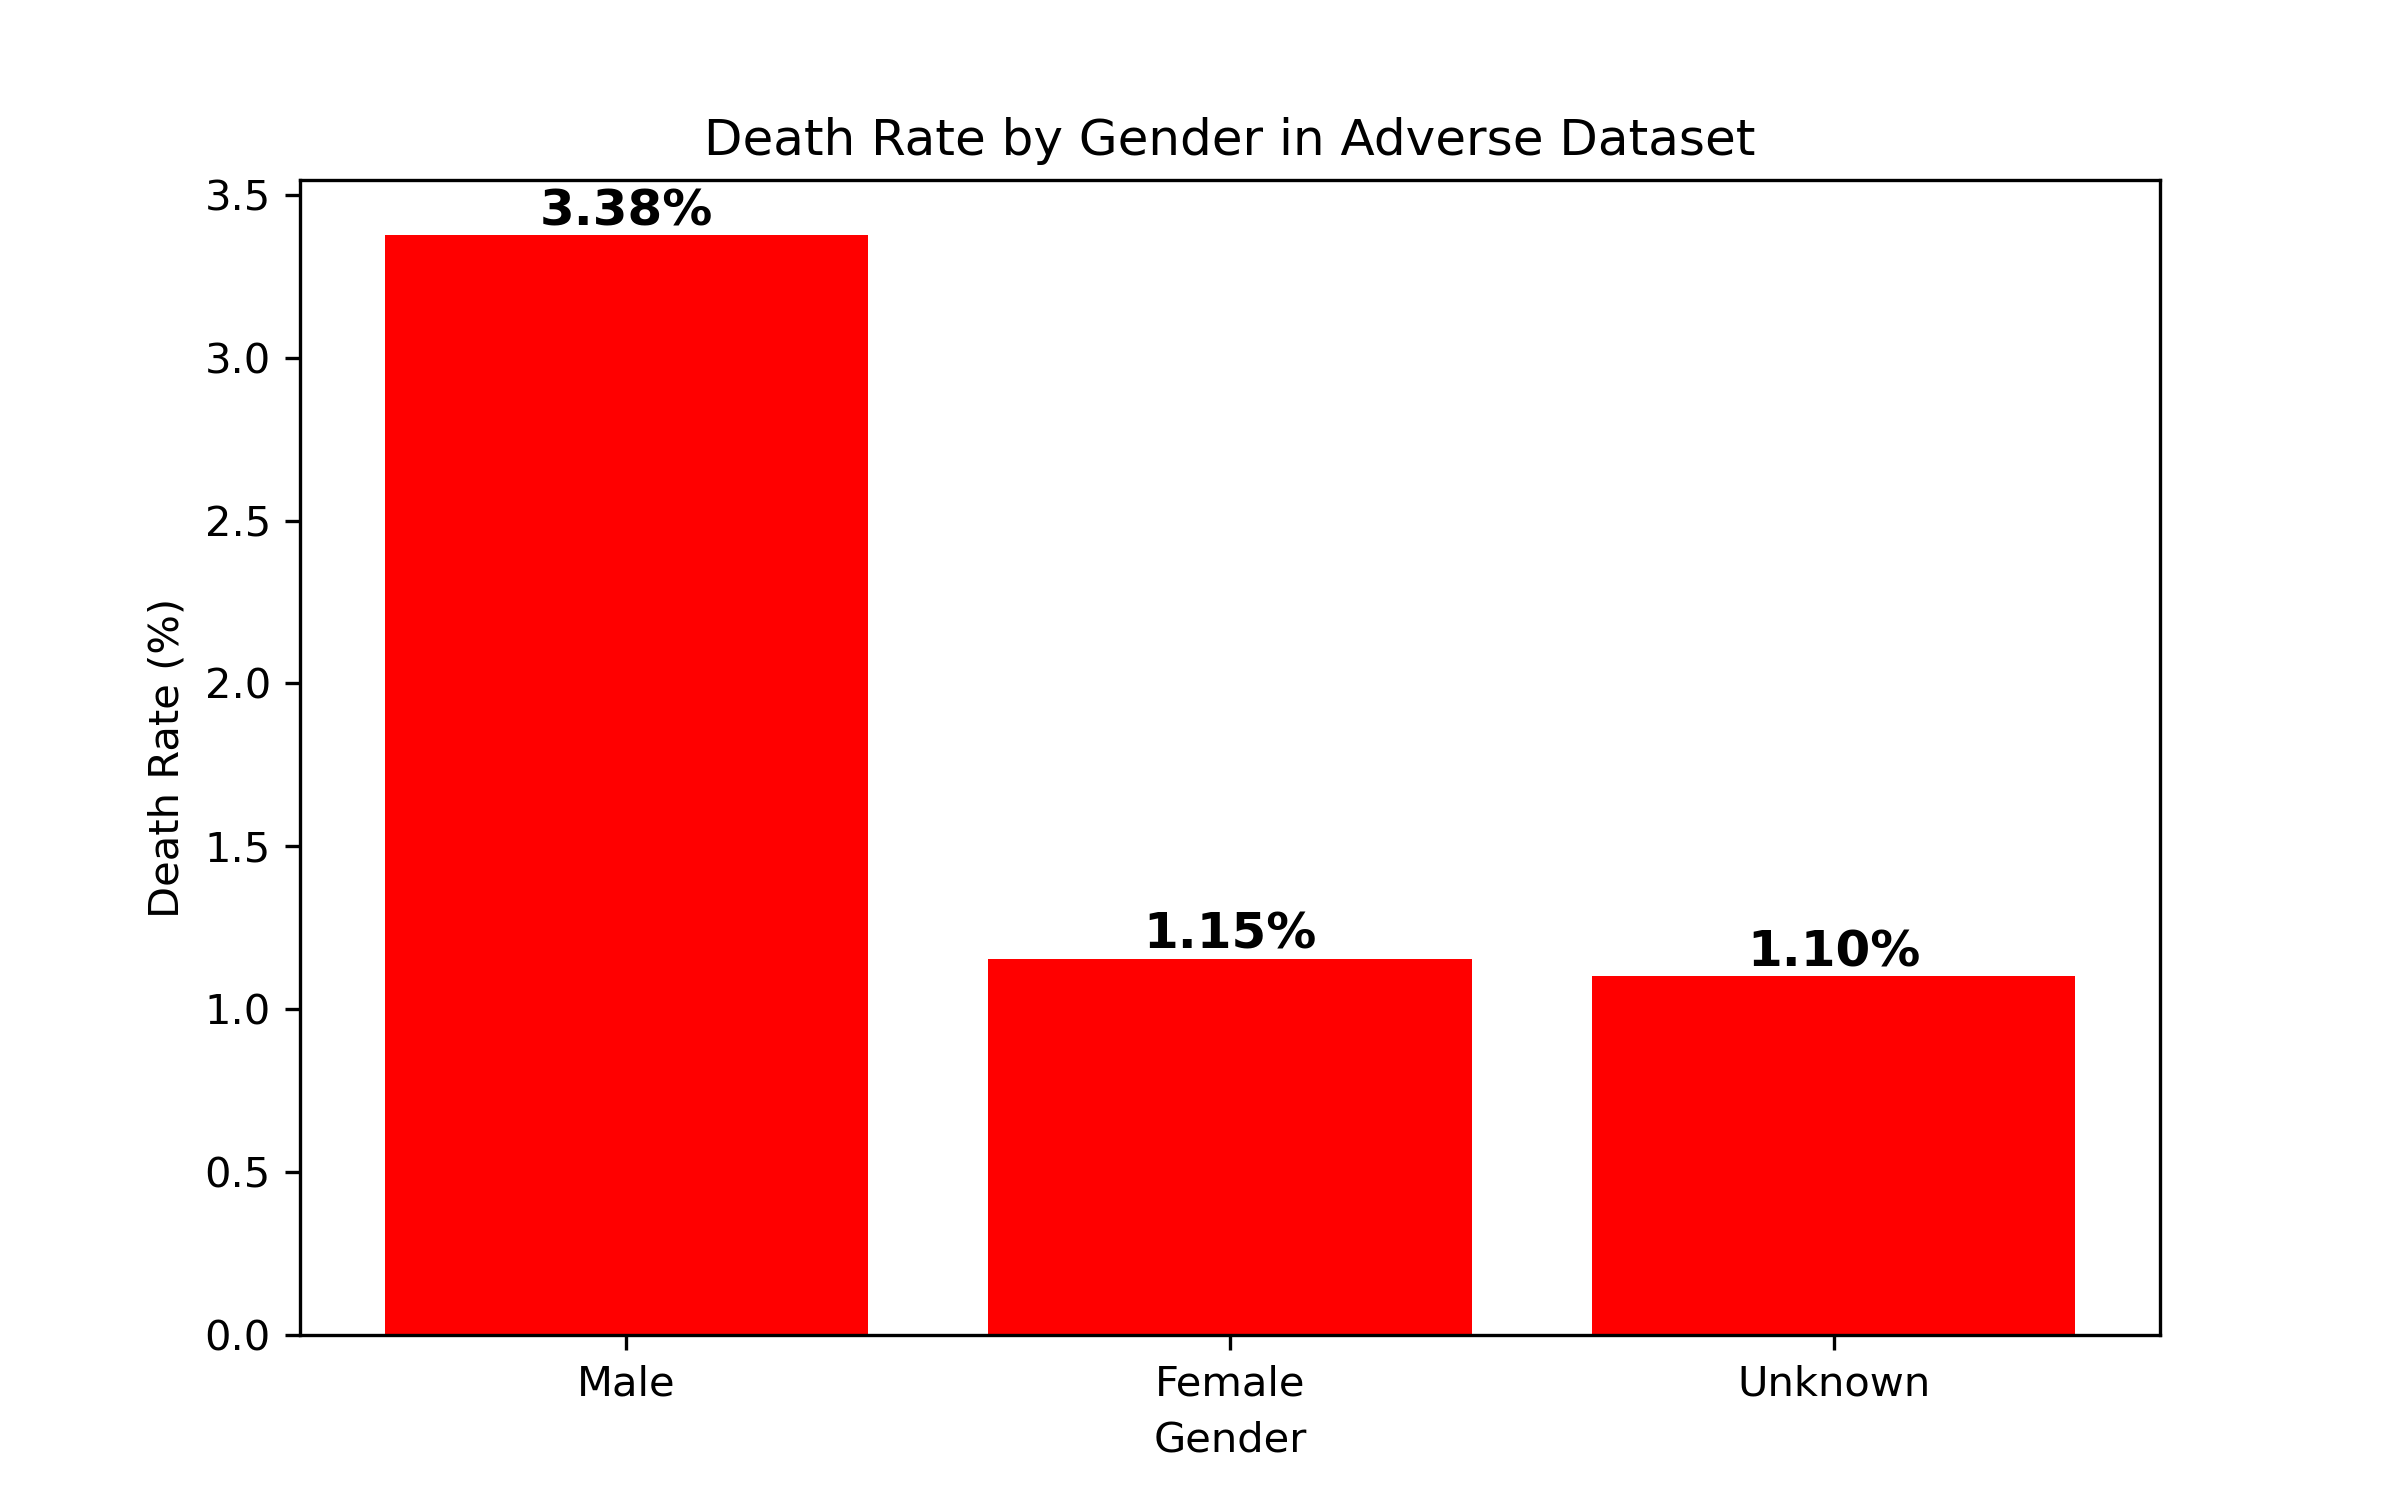 Death Rate by Gender in Adverse Dataset
3.5
3.0
2.5
2.0
1.5
1.0
0.5
0.0
Death Rate (%)
3.38%
1.15%
1.10%
Male
Female
Unknown
Gender